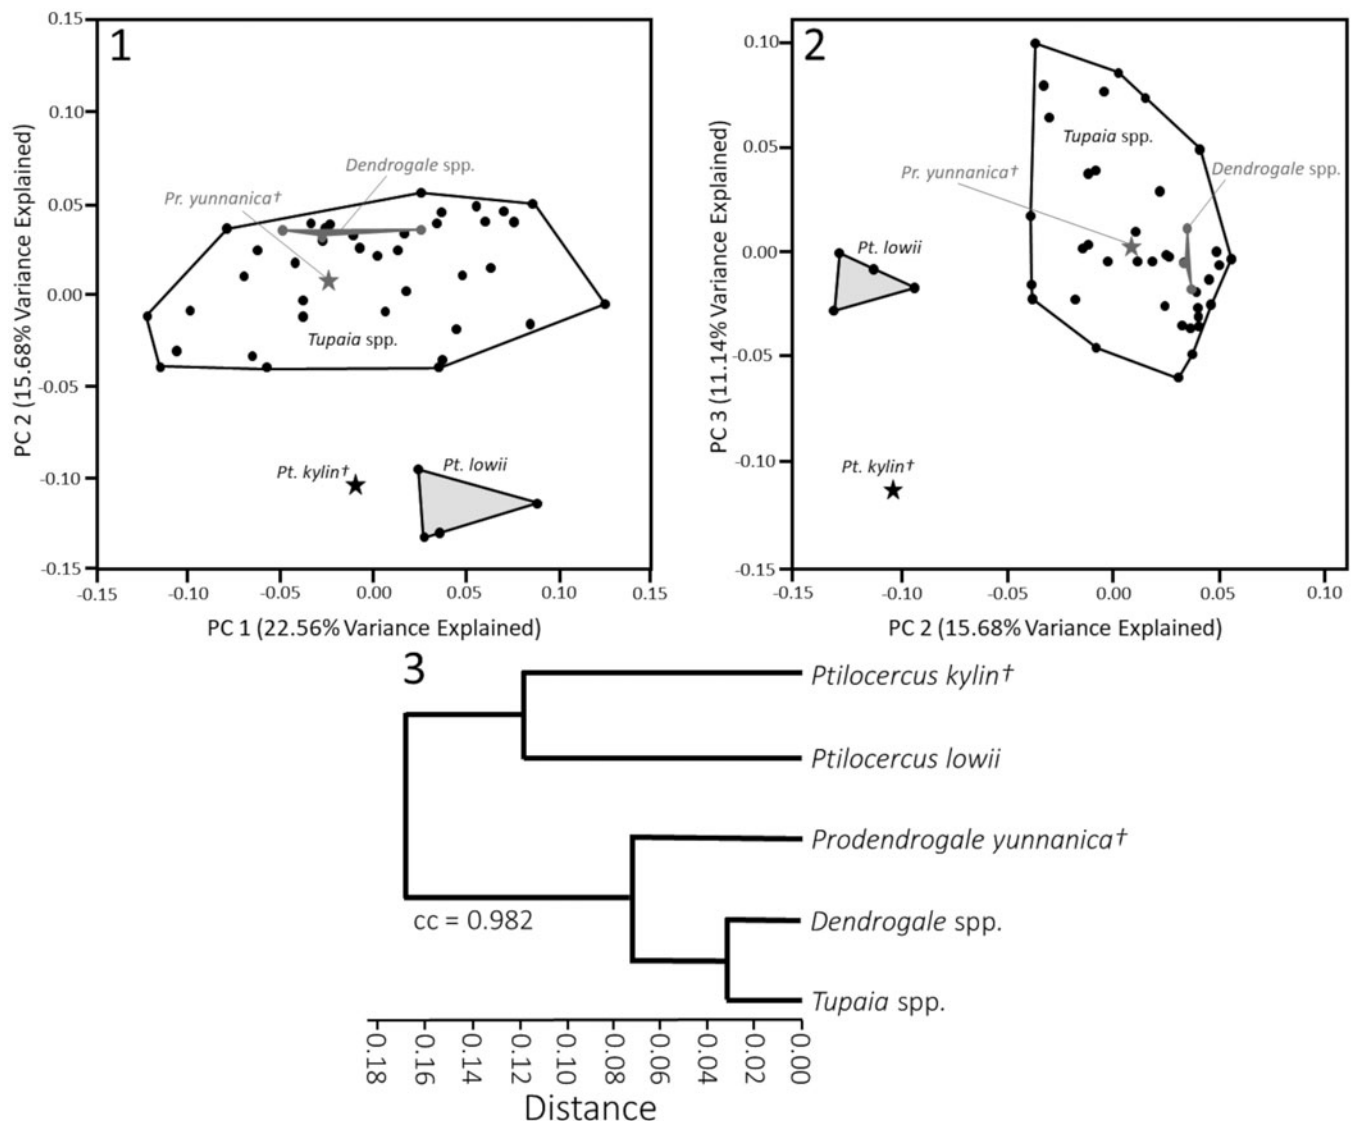 1
0.15
0.10
0.05
0.00
-0.05
-0.10
-0.15
PC 2 (15.68% Variance Explained)
Dendrogale spp.
Pr. yunnanica†
Tupaia spp.
Pt. kylin†
Pt. lowii
-0.15
-0.10
-0.05
0.00
0.05
0.10
0.15
PC 1 (22.56% Variance Explained)
2
0.10
0.05
0.00
-0.05
-0.10
-0.15
PC 3 (11.14% Variance Explained)
Tupaia spp.
Pr. yunnanica†
Dendrogale spp.
Pt. lowii
Pt. kylin†
-0.15
-0.10
-0.05
0.00
0.05
0.10
PC 2 (15.68% Variance Explained)
3
Ptilocercus kylin†
Ptilocercus lowii
Prodendrogale yunnanica†
Dendrogale spp.
Tupaia spp.
cc = 0.982
0.18
0.16
0.14
0.12
0.10
0.08
0.06
0.04
0.02
0.00
Distance